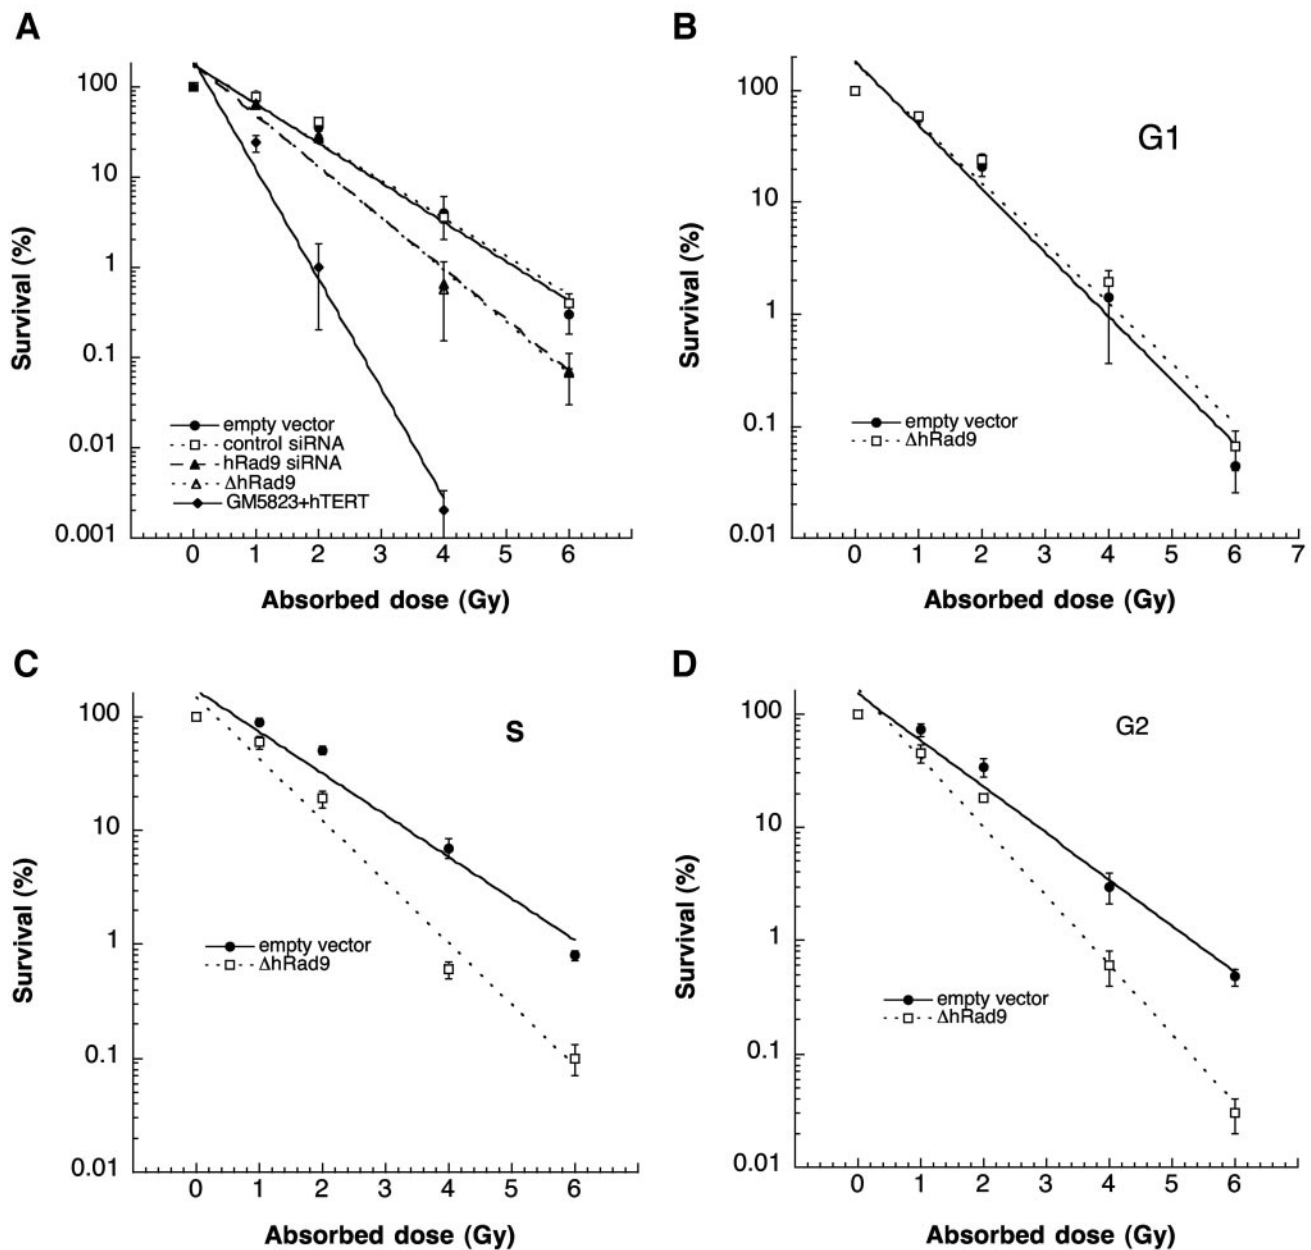 A
Survival (%)
100
10
1
0.1
0.01
0.001
empty vector
control siRNA
hRad9 siRNA
ΔhRad9
GM5823+hTERT
0 1 2 3 4 5 6
Absorbed dose (Gy)
B
G1
Survival (%)
100
10
1
0.1
0.01
empty vector
ΔhRad9
0 1 2 3 4 5 6 7
Absorbed dose (Gy)
C
S
Survival (%)
100
10
1
0.1
0.01
empty vector
ΔhRad9
0 1 2 3 4 5 6
Absorbed dose (Gy)
D
G2
Survival (%)
100
10
1
0.1
0.01
empty vector
ΔhRad9
0 1 2 3 4 5 6
Absorbed dose (Gy)